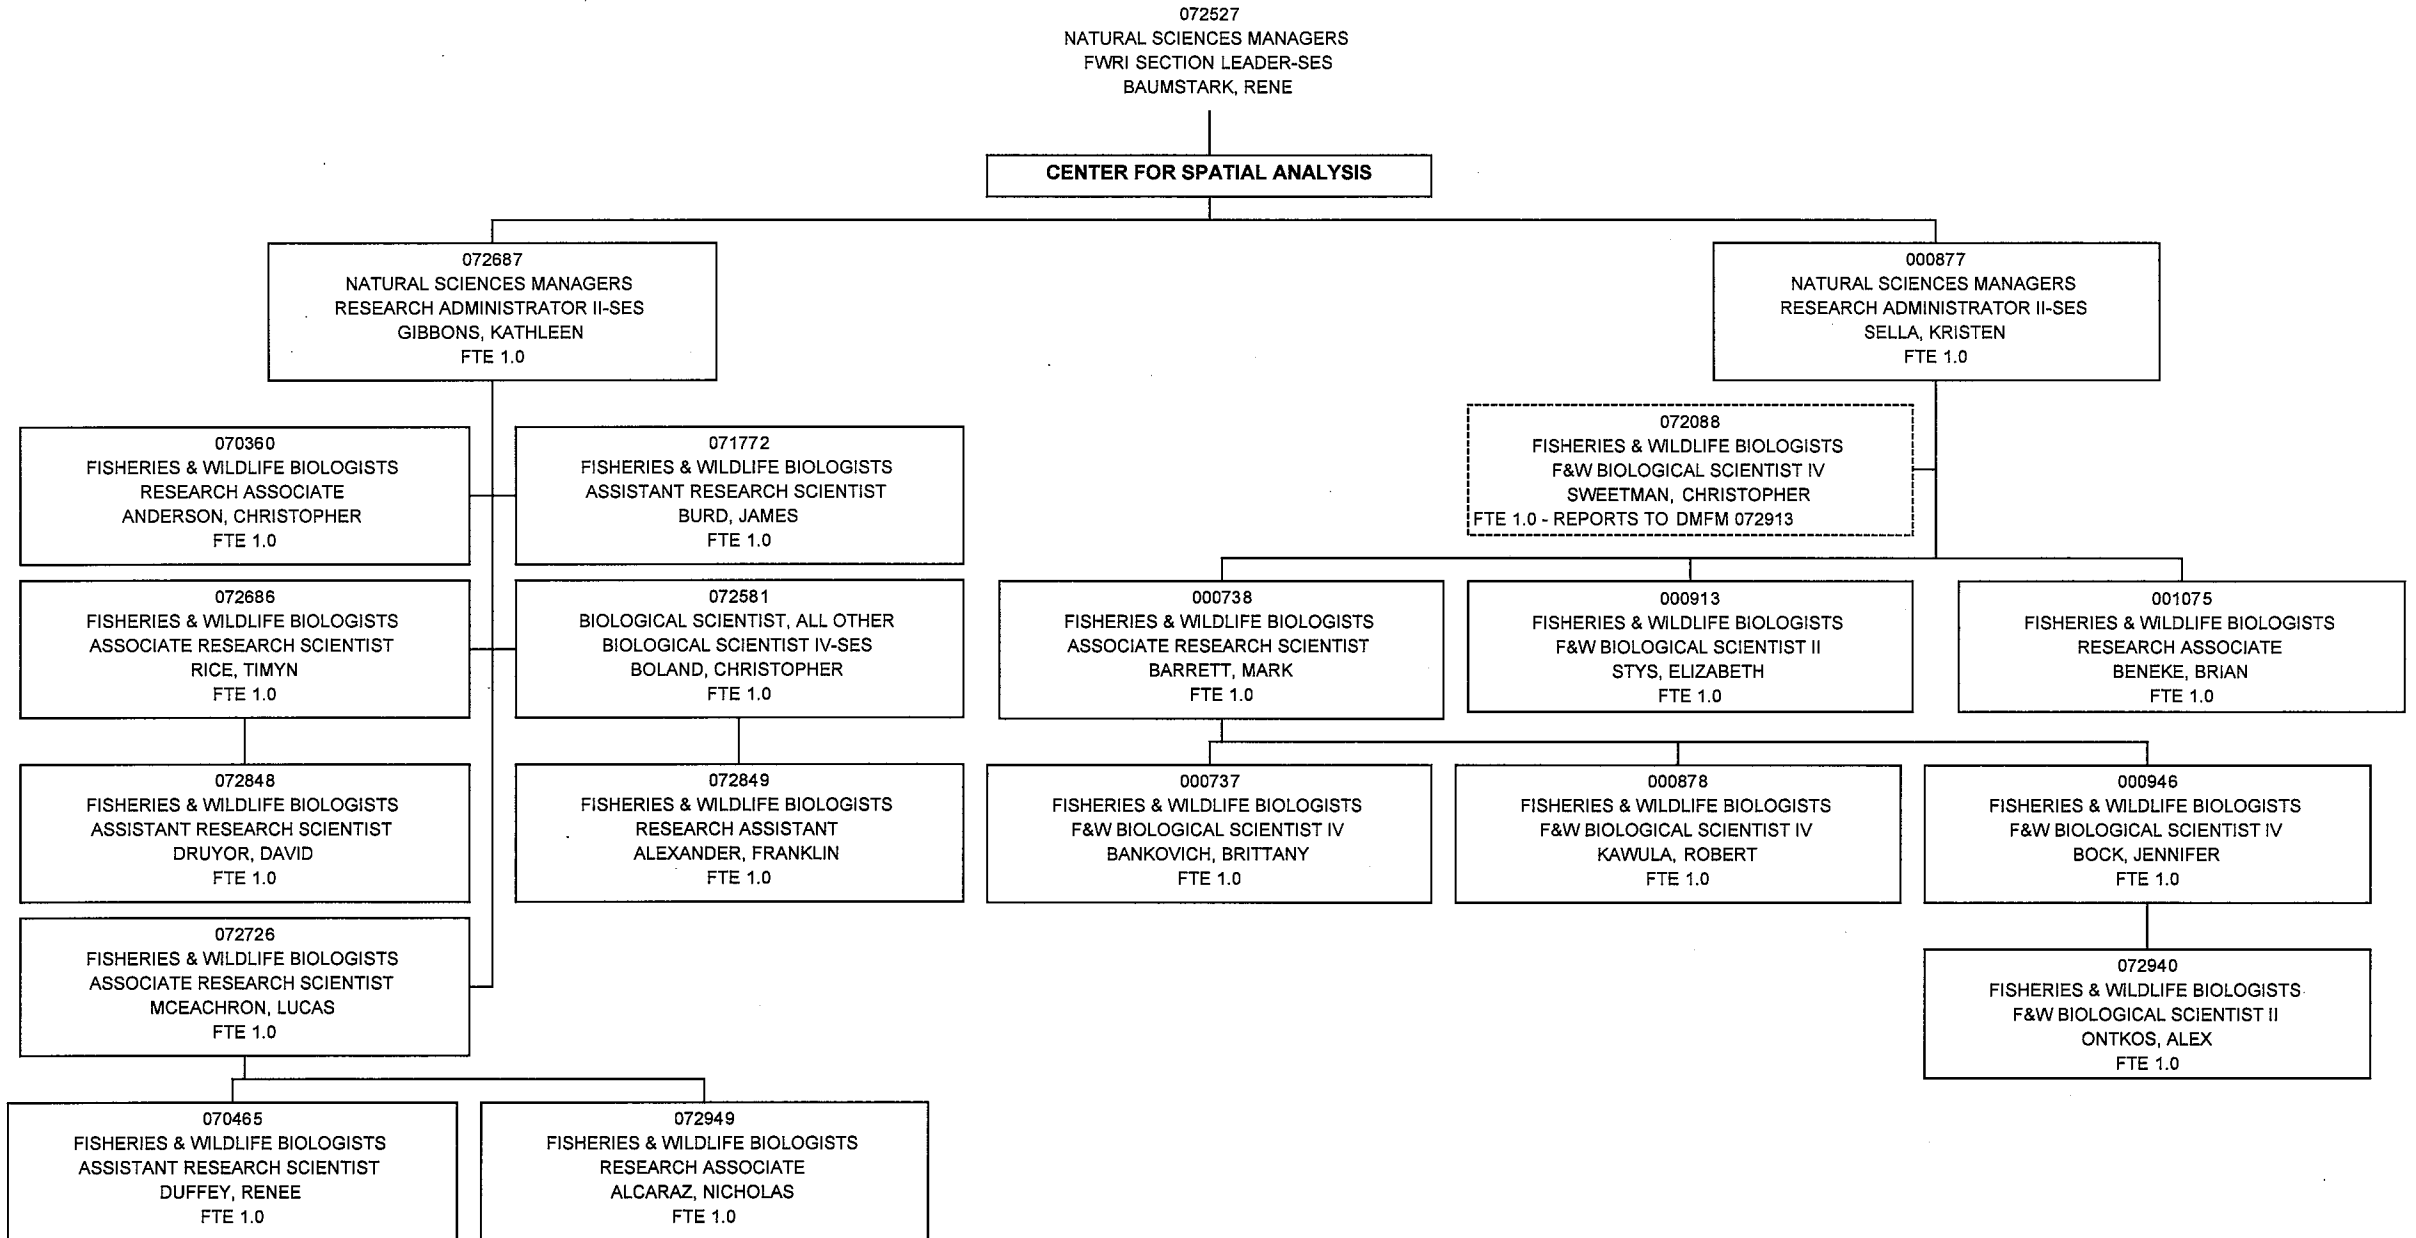 072527
NATURAL SCIENCES MANAGERS
FWRI SECTION LEADER-SES
BAUMSTARK, RENE
CENTER FOR SPATIAL ANALYSIS
072687
NATURAL SCIENCES MANAGERS
RESEARCH ADMINISTRATOR II-SES
GIBBONS, KATHLEEN
FTE 1.0
000877
NATURAL SCIENCES MANAGERS
RESEARCH ADMINISTRATOR II-SES
SELLA, KRISTEN
FTE 1.0
072088
FISHERIES & WILDLIFE BIOLOGISTS
F&W BIOLOGICAL SCIENTIST IV
SWEETMAN, CHRISTOPHER
FTE 1.0 - REPORTS TO DMFM 072913
070360
FISHERIES & WILDLIFE BIOLOGISTS
RESEARCH ASSOCIATE
ANDERSON, CHRISTOPHER
FTE 1.0
071772
FISHERIES & WILDLIFE BIOLOGISTS
ASSISTANT RESEARCH SCIENTIST
BURD, JAMES
FTE 1.0
072686
FISHERIES & WILDLIFE BIOLOGISTS
ASSOCIATE RESEARCH SCIENTIST
RICE, TIMYN
FTE 1.0
072581
BIOLOGICAL SCIENTIST, ALL OTHER
BIOLOGICAL SCIENTIST IV-SES
BOLAND, CHRISTOPHER
FTE 1.0
000738
FISHERIES & WILDLIFE BIOLOGISTS
ASSOCIATE RESEARCH SCIENTIST
BARRETT, MARK
FTE 1.0
000913
FISHERIES & WILDLIFE BIOLOGISTS
F&W BIOLOGICAL SCIENTIST II
STYS, ELIZABETH
FTE 1.0
001075
FISHERIES & WILDLIFE BIOLOGISTS
RESEARCH ASSOCIATE
BENEKE, BRIAN
FTE 1.0
072848
FISHERIES & WILDLIFE BIOLOGISTS
ASSISTANT RESEARCH SCIENTIST
DRUYOR, DAVID
FTE 1.0
072849
FISHERIES & WILDLIFE BIOLOGISTS
RESEARCH ASSISTANT
ALEXANDER, FRANKLIN
FTE 1.0
000737
FISHERIES & WILDLIFE BIOLOGISTS
F&W BIOLOGICAL SCIENTIST IV
BANKOVICH, BRITTANY
FTE 1.0
000878
FISHERIES & WILDLIFE BIOLOGISTS
F&W BIOLOGICAL SCIENTIST IV
KAWULA, ROBERT
FTE 1.0
000946
FISHERIES & WILDLIFE BIOLOGISTS
F&W BIOLOGICAL SCIENTIST IV
BOCK, JENNIFER
FTE 1.0
072726
FISHERIES & WILDLIFE BIOLOGISTS
ASSOCIATE RESEARCH SCIENTIST
MCEACHRON, LUCAS
FTE 1.0
072940
FISHERIES & WILDLIFE BIOLOGISTS
F&W BIOLOGICAL SCIENTIST II
ONTKOS, ALEX
FTE 1.0
070465
FISHERIES & WILDLIFE BIOLOGISTS
ASSISTANT RESEARCH SCIENTIST
DUFFEY, RENEE
FTE 1.0
072949
FISHERIES & WILDLIFE BIOLOGISTS
RESEARCH ASSOCIATE
ALCARAZ, NICHOLAS
FTE 1.0